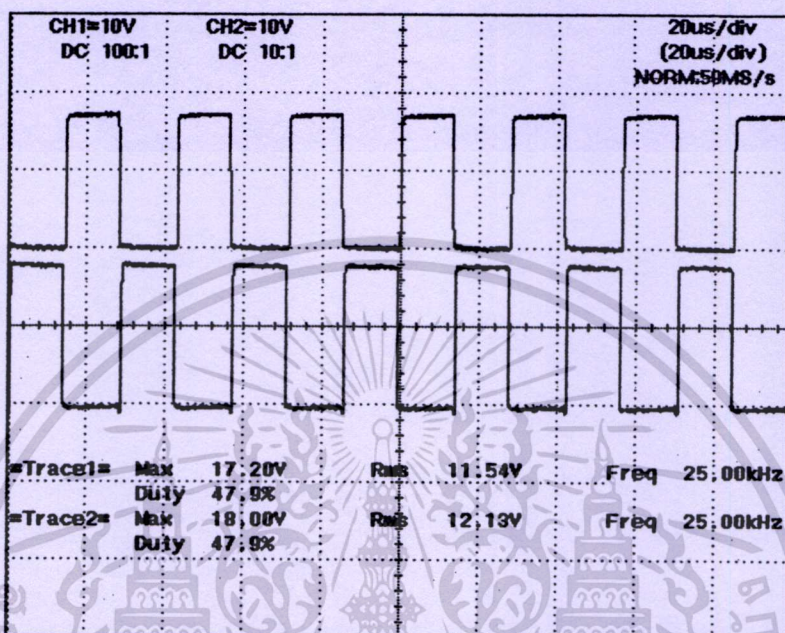 CH1=10V CH2=10V 20us/div
DC 100:1 DC 10:1 (20us/div)
NORM:50MS/s
=Trace1= Max 17.20V Rms 11.54V Freq 25.00kHz
Duty 47.9%
=Trace2= Max 18.00V Rms 12.13V Freq 25.00kHz
Duty 47.9%